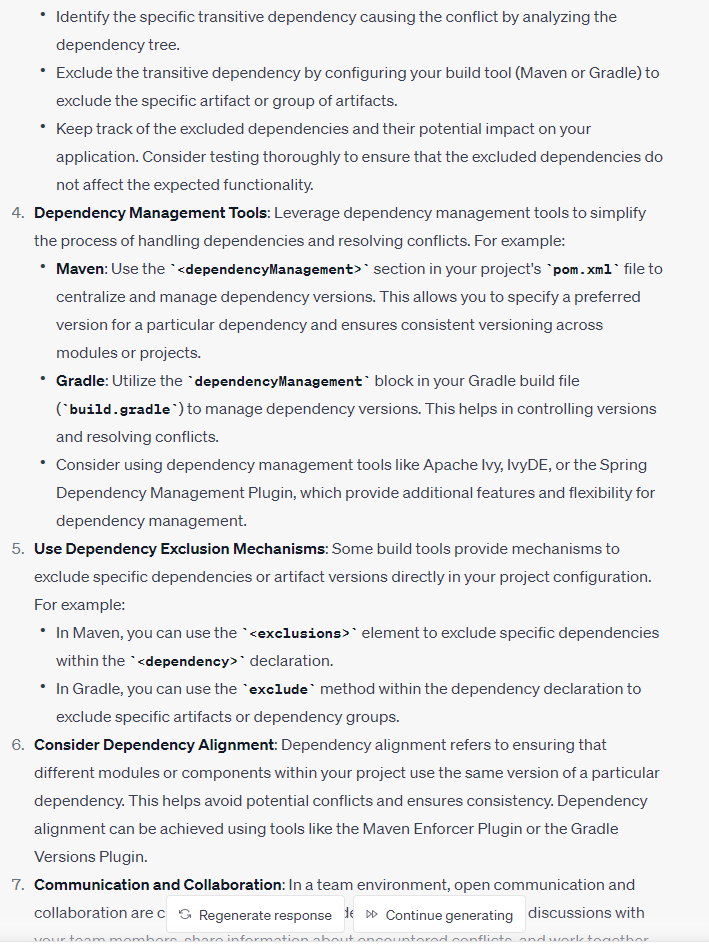 • Identify the specific transitive dependency causing the conflict by analyzing the
dependency tree.
• Exclude the transitive dependency by configuring your build tool (Maven or Gradle) to
exclude the specific artifact or group of artifacts.
• Keep track of the excluded dependencies and their potential impact on your
application. Consider testing thoroughly to ensure that the excluded dependencies do
not affect the expected functionality.
4. Dependency Management Tools: Leverage dependency management tools to simplify
the process of handling dependencies and resolving conflicts. For example:
• Maven: Use the `<dependencyManagement>` section in your project's `pom.xml` file to
centralize and manage dependency versions. This allows you to specify a preferred
version for a particular dependency and ensures consistent versioning across
modules or projects.
• Gradle: Utilize the `dependencyManagement` block in your Gradle build file
(`build.gradle`) to manage dependency versions. This helps in controlling versions
and resolving conflicts.
• Consider using dependency management tools like Apache Ivy, IvyDE, or the Spring
Dependency Management Plugin, which provide additional features and flexibility for
dependency management.
5. Use Dependency Exclusion Mechanisms: Some build tools provide mechanisms to
exclude specific dependencies or artifact versions directly in your project configuration.
For example:
• In Maven, you can use the `<exclusions>` element to exclude specific dependencies
within the `<dependency>` declaration.
• In Gradle, you can use the `exclude` method within the dependency declaration to
exclude specific artifacts or dependency groups.
6. Consider Dependency Alignment: Dependency alignment refers to ensuring that
different modules or components within your project use the same version of a particular
dependency. This helps avoid potential conflicts and ensures consistency. Dependency
alignment can be achieved using tools like the Maven Enforcer Plugin or the Gradle
Versions Plugin.
7. Communication and Collaboration: In a team environment, open communication and
collaboration are c Regenerate response Continue generating discussions with
your team members, share information about encountered conflicts, and work together